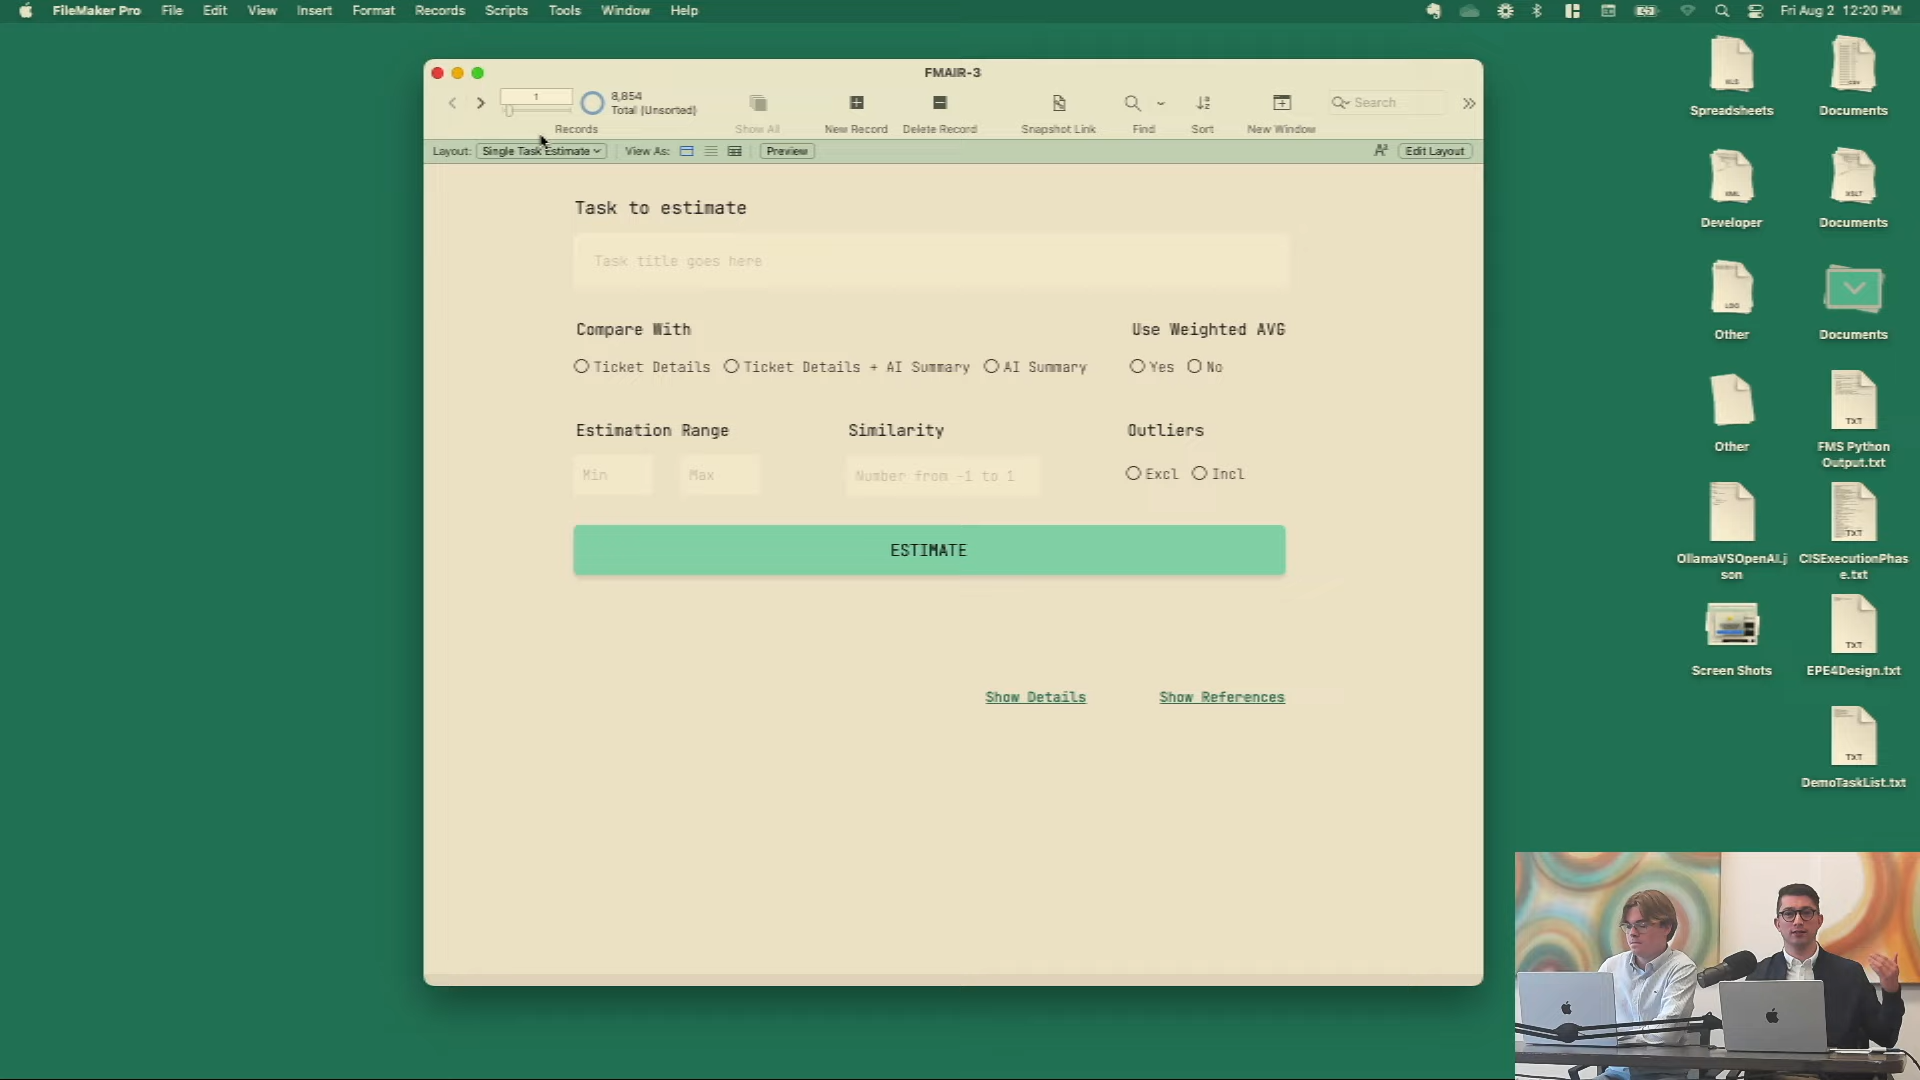 FileMaker Pro File Edit View Insert Format Records Scripts Tools Window Help
Fri Aug 2 12:20 PM
FMAIR-3
1
8,854
Total (Unsorted)
Records
Show All
New Record
Delete Record
Snapshot Link
Find
Sort
New Window
Search
Layout: Single Task Estimate View As: Preview
Edit Layout
Task to estimate
Task title goes here
Compare With
Use Weighted AVG
Ticket Details Ticket Details + AI Summary AI Summary
Yes No
Estimation Range
Similarity
Outliers
Min
Max
Number from -1 to 1
Excl Incl
ESTIMATE
Show Details
Show References
Spreadsheets
Documents
Developer
Documents
Other
Documents
Other
FMS Python
Output.txt
OllamaVSOpenAI.j
son
CISExecutionPhas
e.txt
Screen Shots
EPE4Design.txt
DemoTaskList.txt